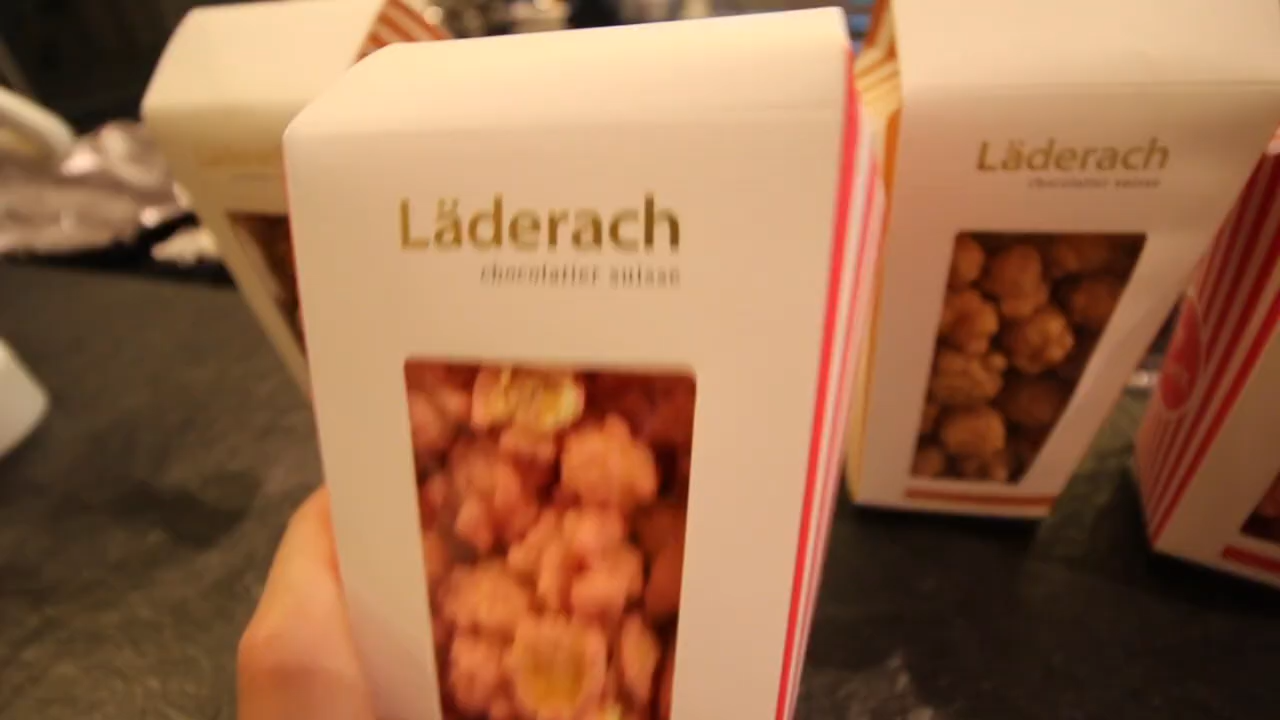 Läderach
chocolatier suisse
Läderach
chocolatier suisse